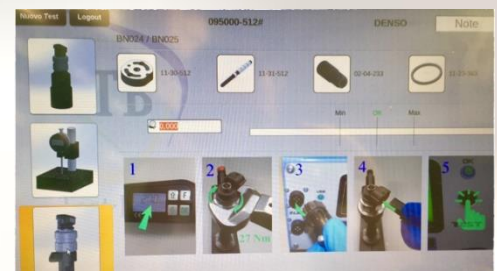 Nuovo Test Logout 095000-512# DENSO Note
BN024 / BN025
11-30-512 11-31-512 02-04-233
Min OK Max
0,000
1 2 3 4 5
27 Nm
OK